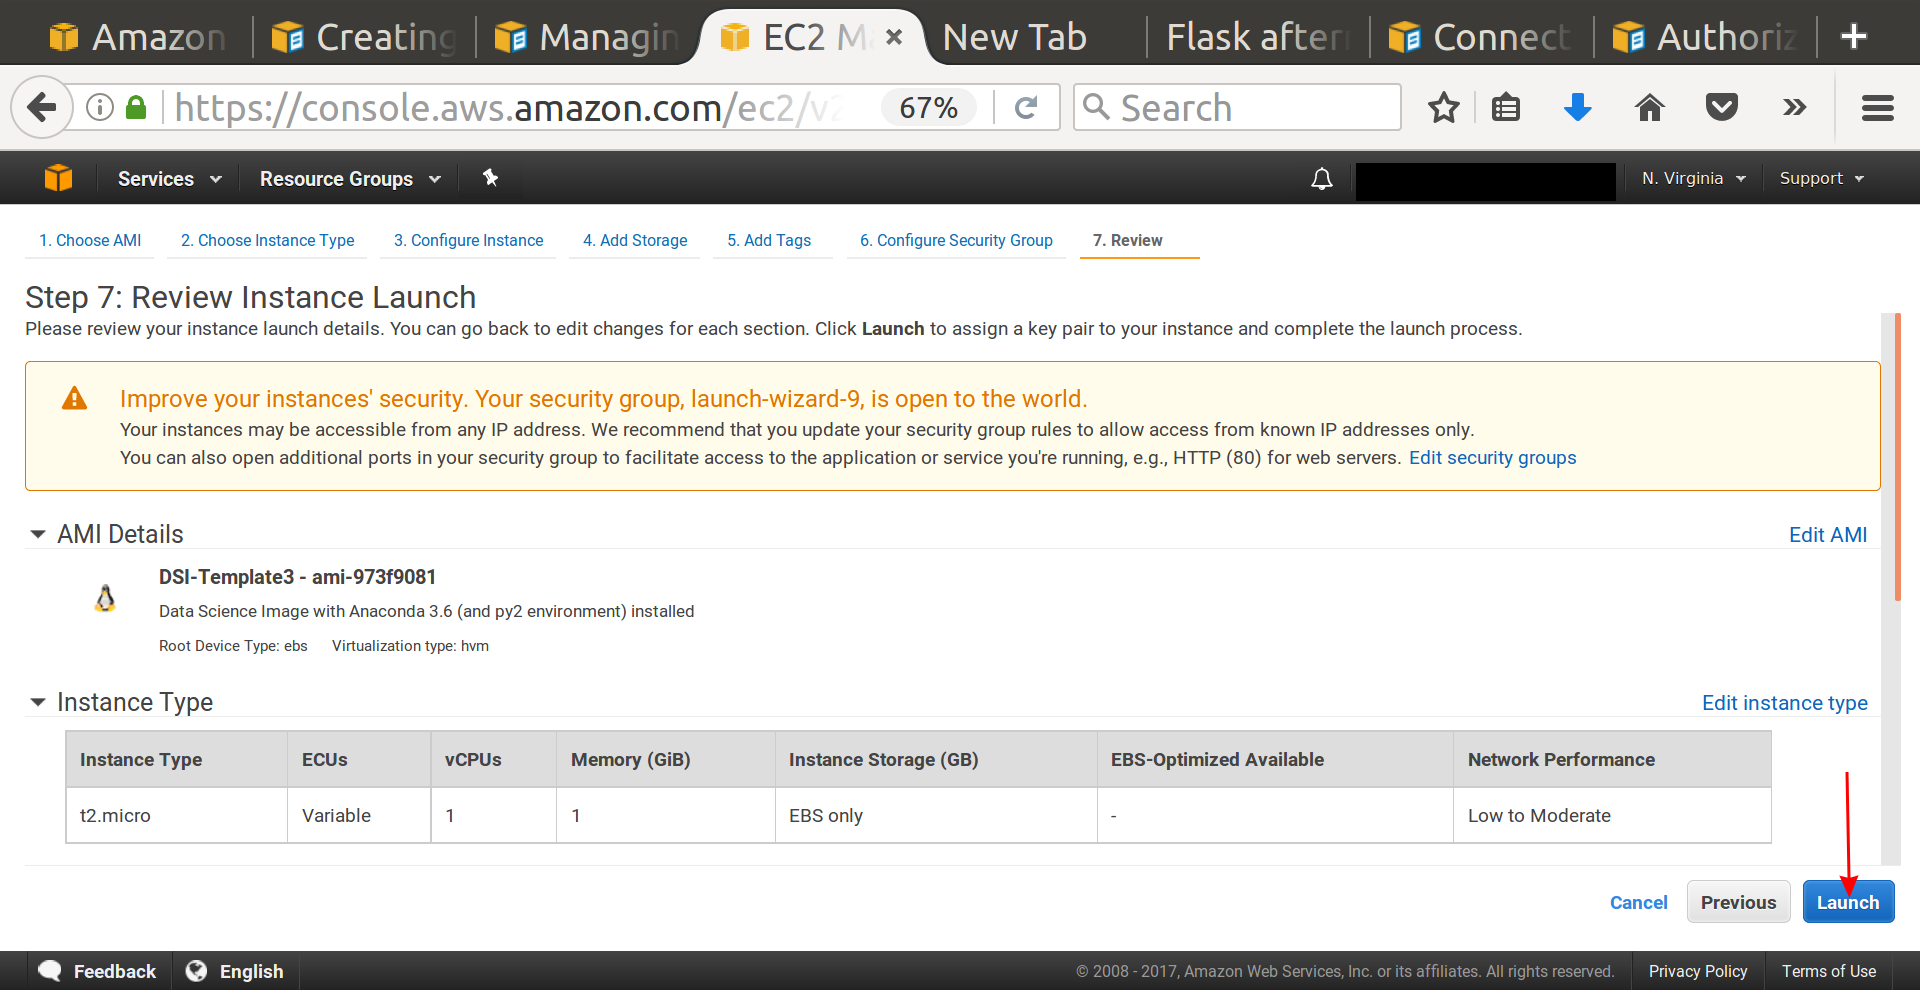 Amazon
Creating
Managin
EC2 Ma
New Tab
Flask aftern
Connect
Authoriz
https://console.aws.amazon.com/ec2/v2
67%
Search
Services
Resource Groups
N. Virginia
Support
1. Choose AMI
2. Choose Instance Type
3. Configure Instance
4. Add Storage
5. Add Tags
6. Configure Security Group
7. Review
Step 7: Review Instance Launch
Please review your instance launch details. You can go back to edit changes for each section. Click Launch to assign a key pair to your instance and complete the launch process.
Improve your instances' security. Your security group, launch-wizard-9, is open to the world.
Your instances may be accessible from any IP address. We recommend that you update your security group rules to allow access from known IP addresses only.
You can also open additional ports in your security group to facilitate access to the application or service you're running, e.g., HTTP (80) for web servers. Edit security groups
AMI Details
Edit AMI
DSI-Template3 - ami-973f9081
Data Science Image with Anaconda 3.6 (and py2 environment) installed
Root Device Type: ebs Virtualization type: hvm
Instance Type
Edit instance type
Instance Type ECUs vCPUs Memory (GiB) Instance Storage (GB) EBS-Optimized Available Network Performance
t2.micro Variable 1 1 EBS only - Low to Moderate
Cancel
Previous
Launch
Feedback
English
© 2008 - 2017, Amazon Web Services, Inc. or its affiliates. All rights reserved.
Privacy Policy
Terms of Use